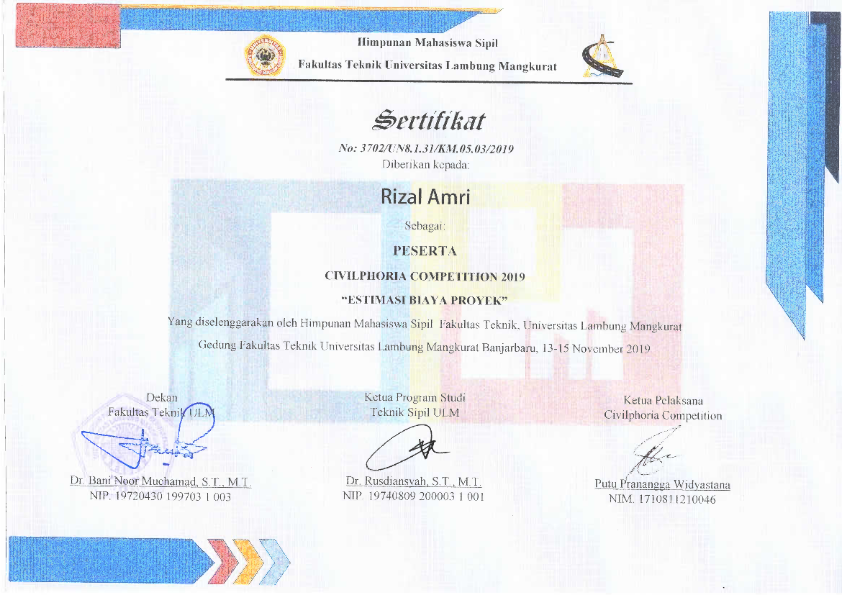 Himpunan Mahasiswa Sipil
Fakultas Teknik Universitas Lambung Mangkurat
Sertifikat
No: 3702/UN8.1.31/KM.05.03/2019
Diberikan kepada:
Rizal Amri
Sebagai:
PESERTA
CIVILPHORIA COMPETITION 2019
“ESTIMASI BIAYA PROYEK”
Yang diselenggarakan oleh Himpunan Mahasiswa Sipil Fakultas Teknik, Universitas Lambung Mangkurat
Gedung Fakultas Teknik Universitas Lambung Mangkurat Banjarbaru, 13-15 November 2019
Dekan
Fakultas Teknik ULM
Dr. Bani Noor Muchamad, S.T., M.T.
NIP. 19720430 199703 1 003
Ketua Program Studi
Teknik Sipil ULM
Dr. Rusdiansyah, S.T., M.T.
NIP 19740809 200003 1 001
Ketua Pelaksana
Civilphoria Competition
Putu Pranangga Widyastana
NIM. 1710811210046